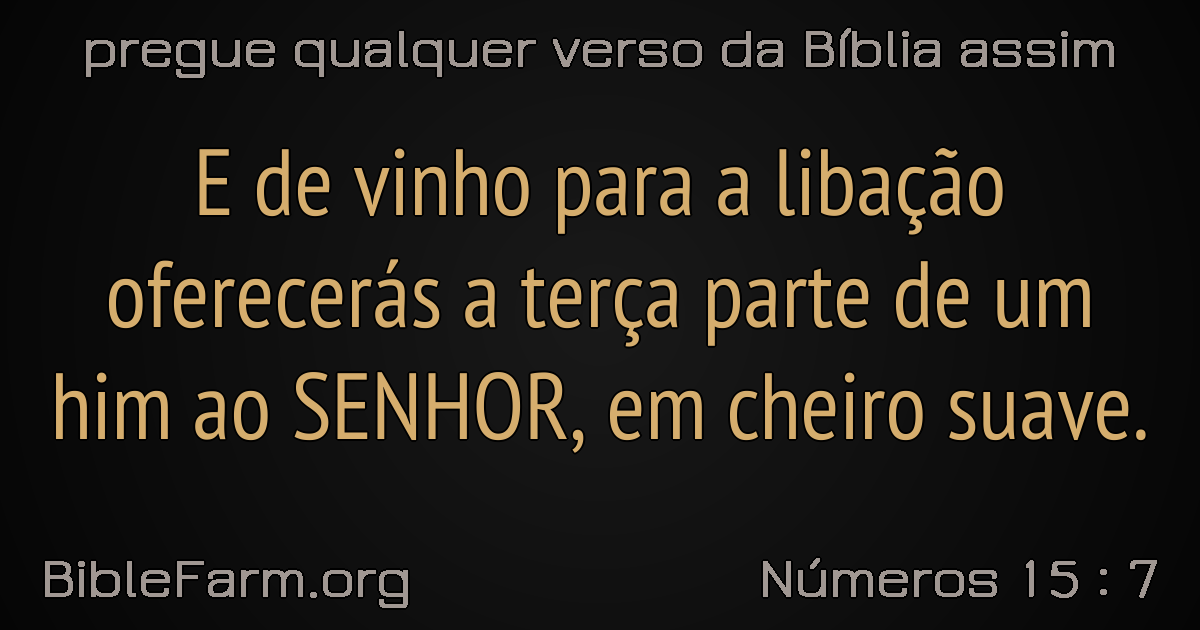 pregue qualquer verso da Bíblia assim
E de vinho para a libação
oferecerás a terça parte de um
him ao SENHOR, em cheiro suave.
BibleFarm.org
Números 15 : 7